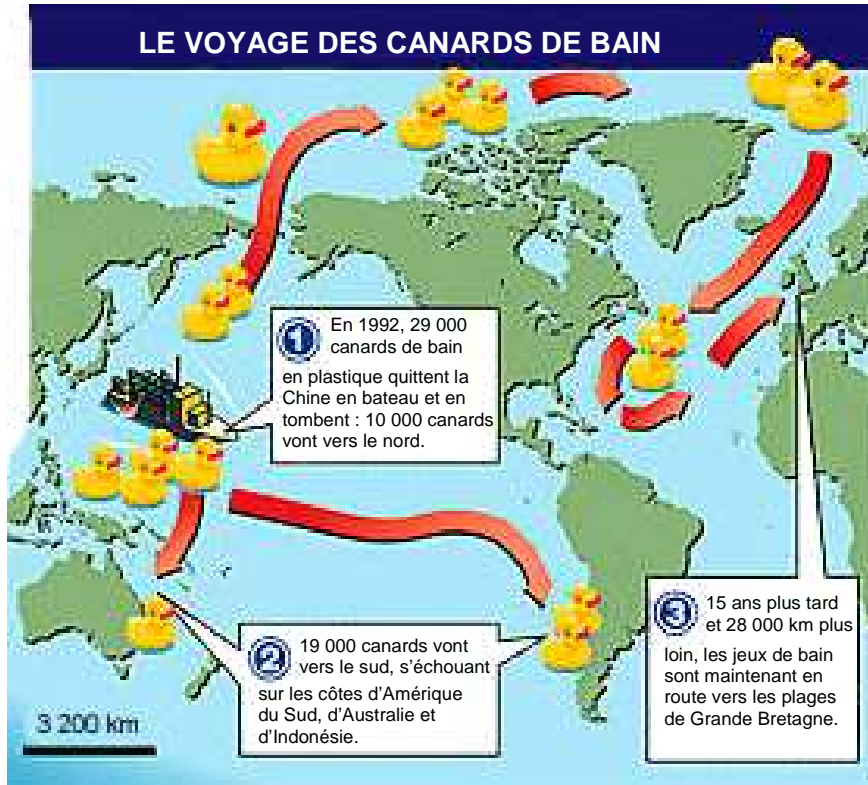 LE VOYAGE DES CANARDS DE BAIN
1 En 1992, 29 000
canards de bain
en plastique quittent la
Chine en bateau et en
tombent : 10 000 canards
vont vers le nord.
2 19 000 canards vont
vers le sud, s’échouant
sur les côtes d’Amérique
du Sud, d’Australie et
d’Indonésie.
3 15 ans plus tard
et 28 000 km plus
loin, les jeux de bain
sont maintenant en
route vers les plages
de Grande Bretagne.
3 200 km